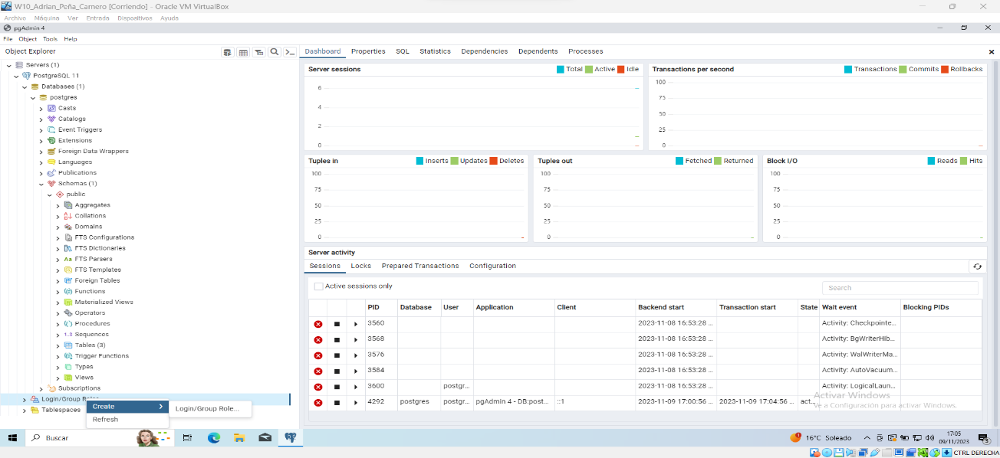 W10_Adrian_Peña_Carnero [Corriendo] - Oracle VM VirtualBox
Archivo Máquina Ver Entrada Dispositivos Ayuda
pgAdmin 4
File Object Tools Help
Object Explorer
Dashboard Properties SQL Statistics Dependencies Dependents Processes
Servers (1)
PostgreSQL 11
Databases (1)
postgres
Casts
Catalogs
Event Triggers
Extensions
Foreign Data Wrappers
Languages
Publications
Schemas (1)
public
Aggregates
Collations
Domains
FTS Configurations
FTS Dictionaries
FTS Parsers
FTS Templates
Foreign Tables
Functions
Materialized Views
Operators
Procedures
1..3 Sequences
Tables (3)
Trigger Functions
Types
Views
Subscriptions
Login/Group Roles
Tablespaces
Create
Refresh
Login/Group Role...
Server sessions
Total Active Idle
6
4
2
0
Transactions per second
Transactions Commits Rollbacks
100
75
50
25
0
Tuples in
Inserts Updates Deletes
100
75
50
25
0
Tuples out
Fetched Returned
100
75
50
25
0
Block I/O
Reads Hits
100
75
50
25
0
Server activity
Sessions Locks Prepared Transactions Configuration
Active sessions only
Search
PID Database User Application Client Backend start Transaction start State Wait event Blocking PIDs
3560 2023-11-08 16:53:28 ... Activity: Checkpointe...
3568 2023-11-08 16:53:28 ... Activity: BgWriterHib...
3576 2023-11-08 16:53:28 ... Activity: WalWriterMa...
3584 2023-11-08 16:53:28 ... Activity: AutoVacuum...
3600 postgr... 2023-11-08 16:53:28 ... Activity: LogicalLaun...
4292 postgres postgr... pgAdmin 4 - DB:post... ::1 2023-11-09 17:00:56 ... 2023-11-09 17:04:56 ... act...
Activar Windows
Ve a Configuración para activar Windows.
Buscar
16°C Soleado
17:05
09/11/2023
3
CTRL DERECHA